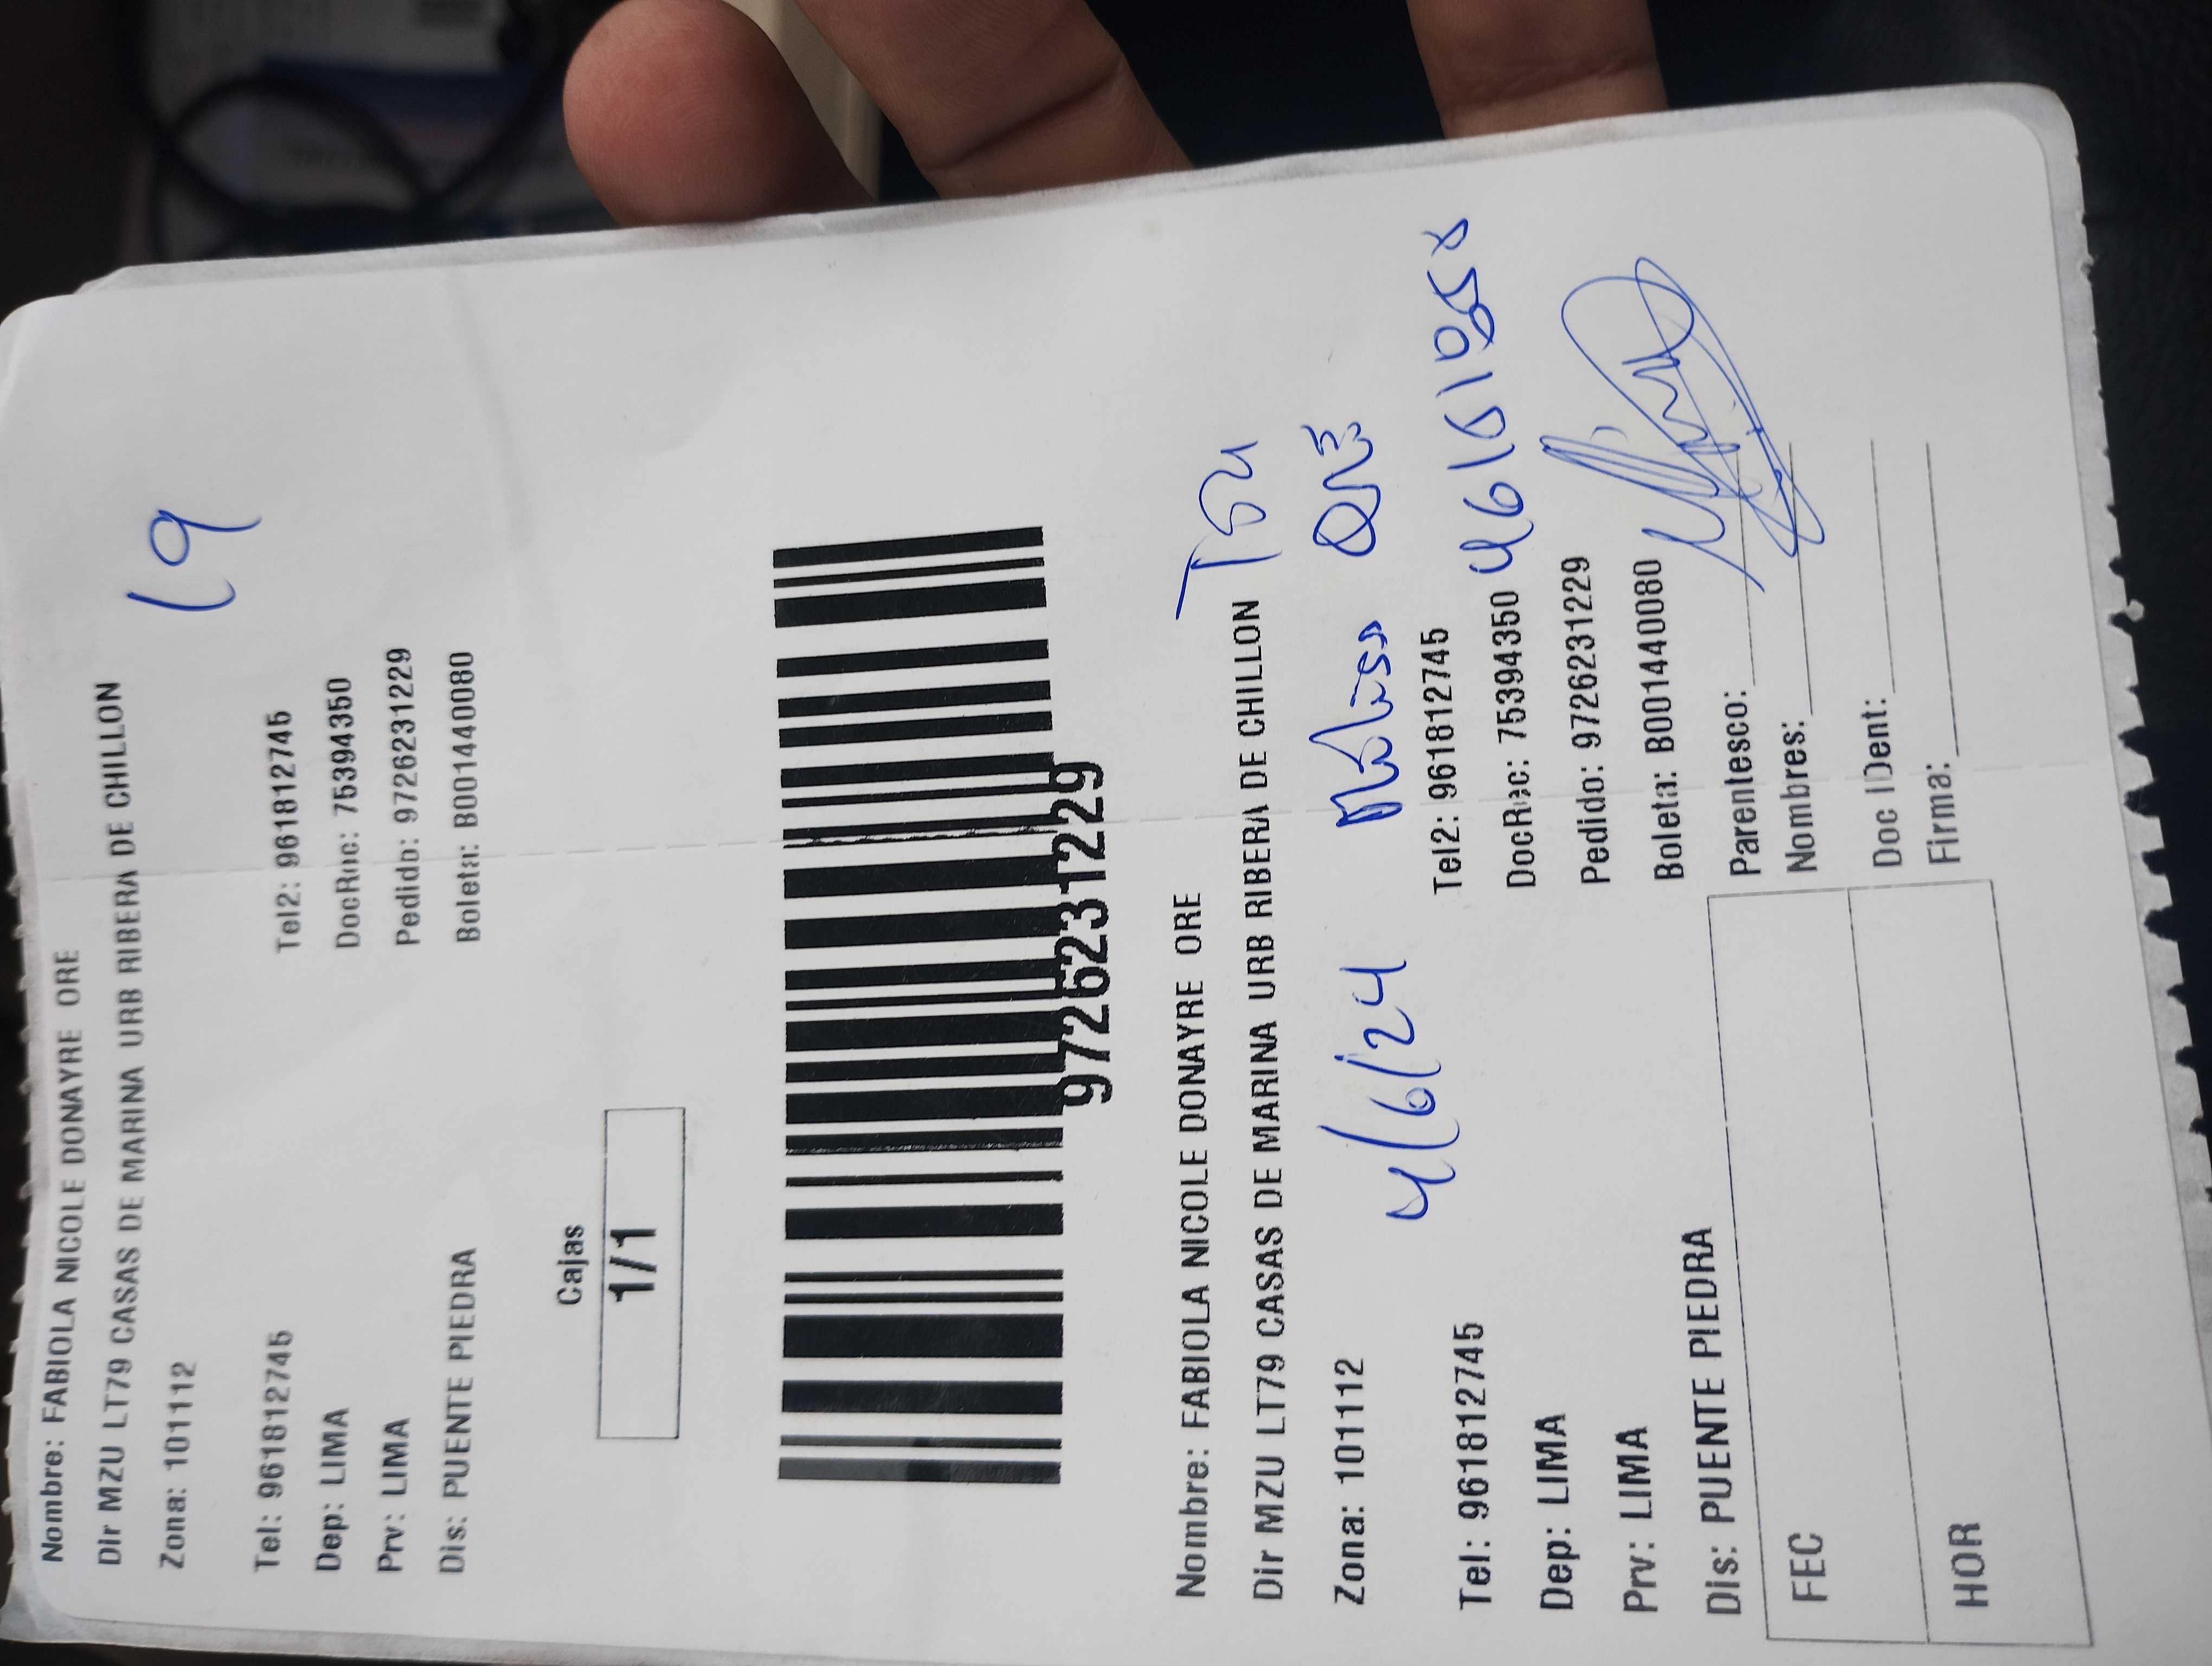 Nombre: FABIOLA NICOLE DONAYRE ORE
Dir MZU LT79 CASAS DE MARINA URB RIBERA DE CHILLON
Zona: 101112
19
Tel: 961812745 Tel2: 961812745
Dep: LIMA DocRuc: 75394350
Prv: LIMA Pedido: 9726231229
Dis: PUENTE PIEDRA Boleta: B001440080
Cajas
1/1
9726231229
Nombre: FABIOLA NICOLE DONAYRE ORE
Dir MZU LT79 CASAS DE MARINA URB RIBERA DE CHILLON
Zona: 101112 4/6/24
Tel: 961812745 Tel2: 961812745
Dep: LIMA DocRuc: 75394350
Prv: LIMA Pedido: 9726231229
Dis: PUENTE PIEDRA Boleta: B001440080
FEC Parentesco:
Nombres:
HOR Doc IDent:
Firma: